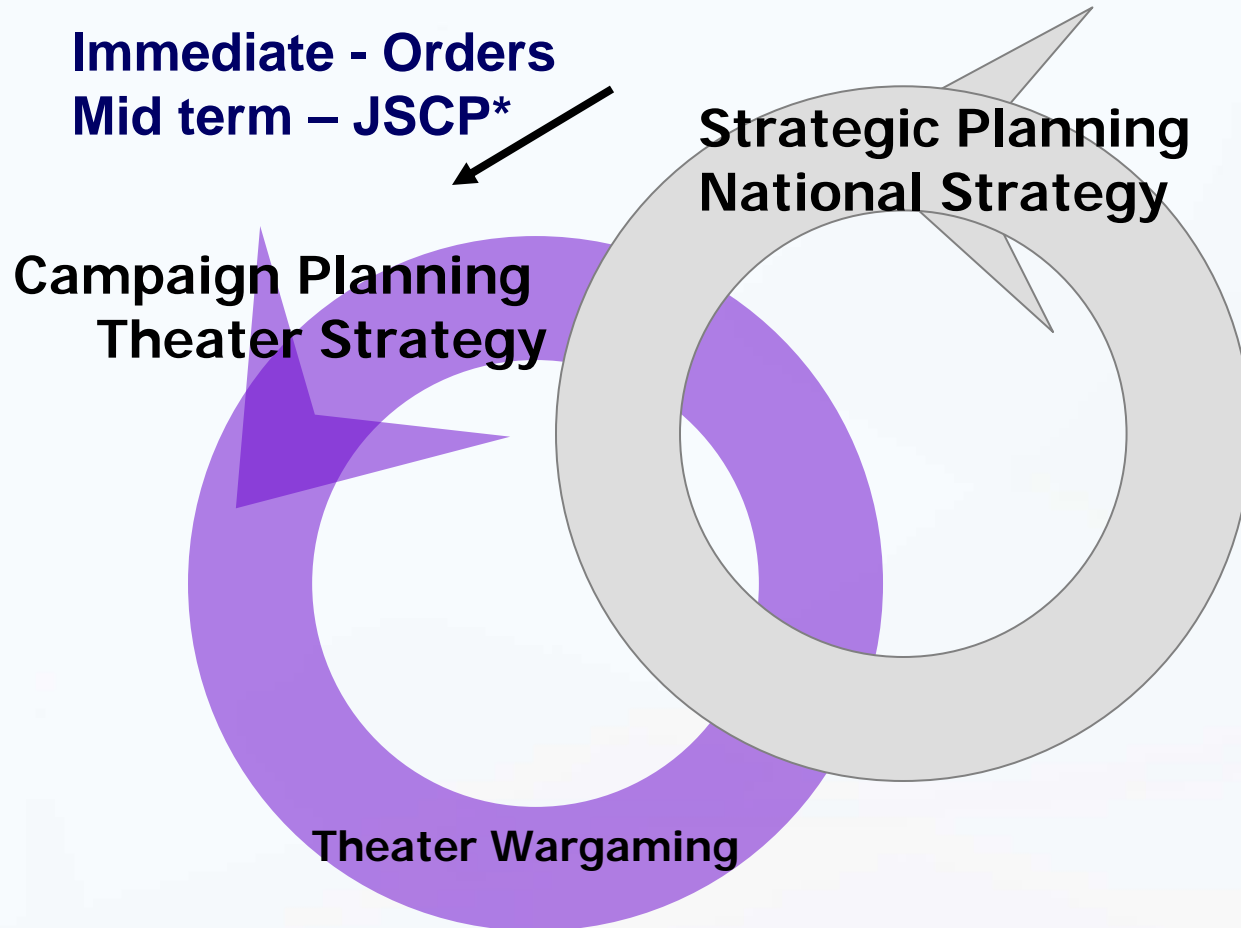 Immediate - Orders
Mid term – JSCP*
Strategic Planning
National Strategy
Campaign Planning
Theater Strategy
Theater Wargaming